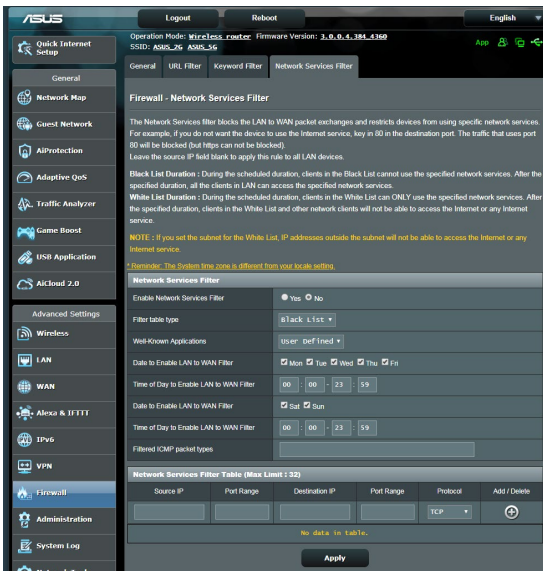 ASUS
Logout
Reboot
English
Quick Internet
Setup
Operation Mode: Wireless router Firmware Version: 3.0.0.4.384_4360
SSID: ASUS_2G ASUS_5G
App
General
General
URL Filter
Keyword Filter
Network Services Filter
Network Map
Guest Network
AiProtection
Adaptive QoS
Traffic Analyzer
Game Boost
USB Application
AiCloud 2.0
Advanced Settings
Wireless
LAN
WAN
Alexa & IFTTT
IPv6
VPN
Firewall
Administration
System Log
Firewall - Network Services Filter
The Network Services filter blocks the LAN to WAN packet exchanges and restricts devices from using specific network services.
For example, if you do not want the device to use the Internet service, key in 80 in the destination port. The traffic that uses port
80 will be blocked (but https can not be blocked).
Leave the source IP field blank to apply this rule to all LAN devices.
Black List Duration : During the scheduled duration, clients in the Black List cannot use the specified network services. After the
specified duration, all the clients in LAN can access the specified network services.
White List Duration : During the scheduled duration, clients in the White List can ONLY use the specified network services. After
the specified duration, clients in the White List and other network clients will not be able to access the Internet or any Internet
service.
NOTE : If you set the subnet for the White List, IP addresses outside the subnet will not be able to access the Internet or any
Internet service.
* Reminder: The System time zone is different from your locale setting.
Network Services Filter
Enable Network Services Filter
Yes No
Filter table type
Black List
Well-Known Applications
User Defined
Date to Enable LAN to WAN Filter
Mon Tue Wed Thu Fri
Time of Day to Enable LAN to WAN Filter
00 : 00 - 23 : 59
Date to Enable LAN to WAN Filter
Sat Sun
Time of Day to Enable LAN to WAN Filter
00 : 00 - 23 : 59
Filtered ICMP packet types
Network Services Filter Table (Max Limit : 32)
Source IP
Port Range
Destination IP
Port Range
Protocol
Add / Delete
TCP
No data in table.
Apply